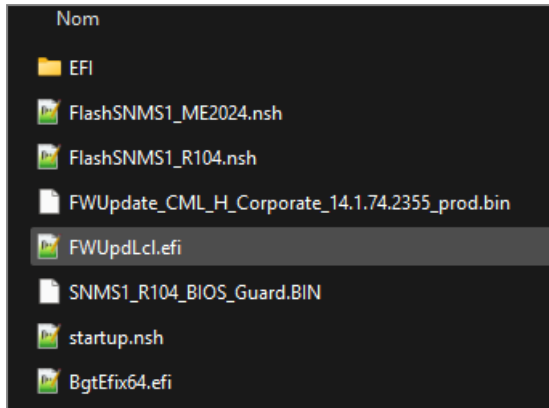 Nom
EFI
FlashSNMS1_ME2024.nsh
FlashSNMS1_R104.nsh
FWUpdate_CML_H_Corporate_14.1.74.2355_prod.bin
FWUpdLcl.efi
SNMS1_R104_BIOS_Guard.BIN
startup.nsh
BgtEfix64.efi